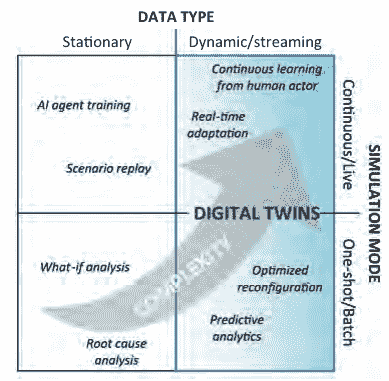 DATA TYPE
Stationary
Dynamic/streaming
Continuous learning
from human actor
AI agent training
Real-time
adaptation
Scenario replay
Continuous/Live
SIMULATION MODE
DIGITAL TWINS
One-shot/Batch
What-if analysis
COMPLEXITY
Optimized
reconfiguration
Predictive
analytics
Root cause
analysis